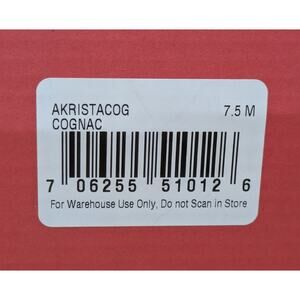 AKRISTACOG 7.5 M
COGNAC
7 06255 51012 6
For Warehouse Use Only, Do not Scan in Store